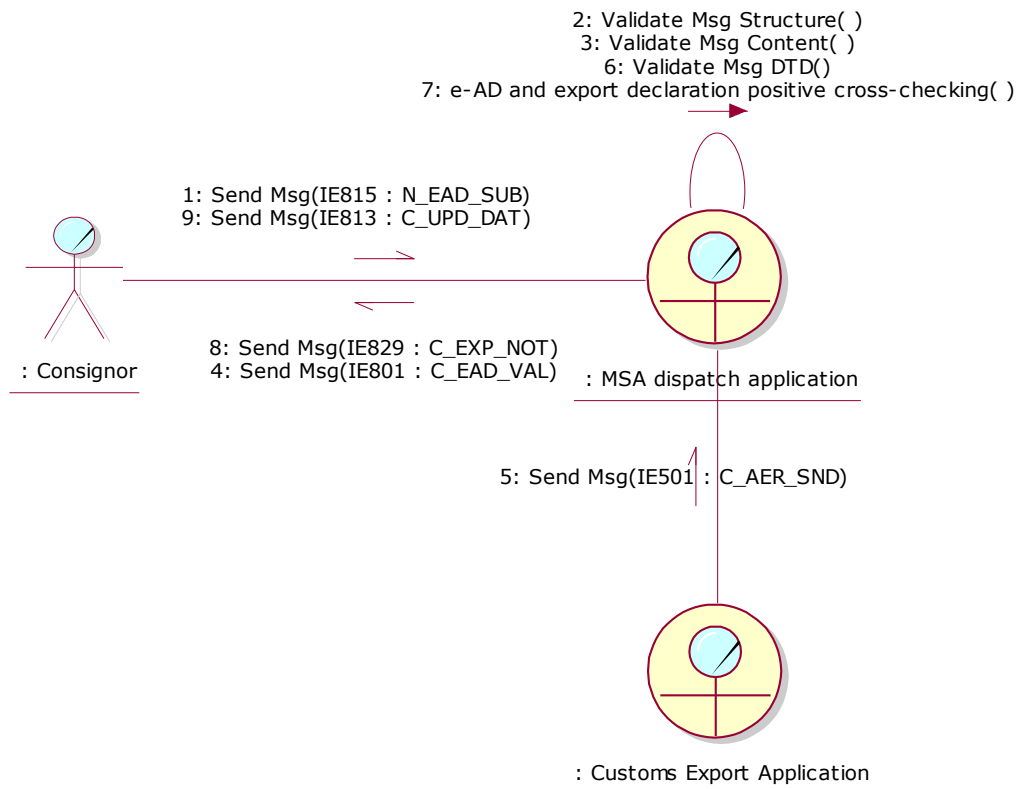 2: Validate Msg Structure( )
3: Validate Msg Content( )
6: Validate Msg DTD()
7: e-AD and export declaration positive cross-checking( )
1: Send Msg(IE815 : N_EAD_SUB)
9: Send Msg(IE813 : C_UPD_DAT)
8: Send Msg(IE829 : C_EXP_NOT)
4: Send Msg(IE801 : C_EAD_VAL)
: Consignor
: MSA dispatch application
5: Send Msg(IE501 : C_AER_SND)
: Customs Export Application